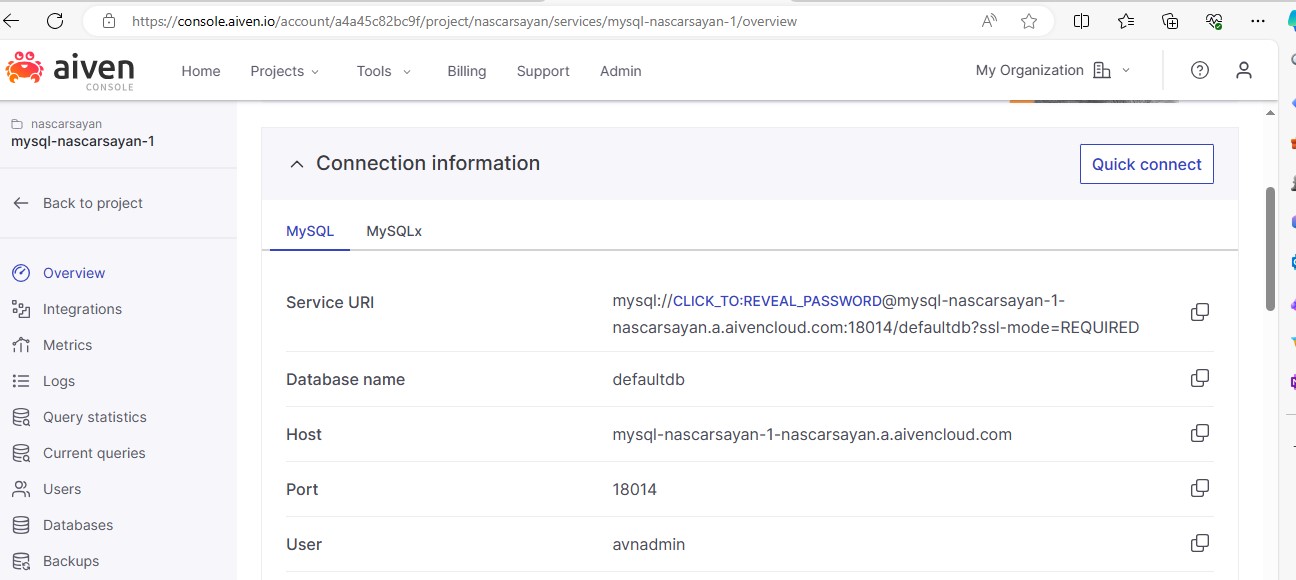 https://console.aiven.io/account/a4a45c82bc9f/project/nascarsayan/services/mysql-nascarsayan-1/overview
aiven
CONSOLE
Home
Projects
Tools
Billing
Support
Admin
My Organization
nascarsayan
mysql-nascarsayan-1
Back to project
Overview
Integrations
Metrics
Logs
Query statistics
Current queries
Users
Databases
Backups
Connection information
Quick connect
MySQL
MySQLx
Service URI
mysql://CLICK_TO:REVEAL_PASSWORD@mysql-nascarsayan-1-
nascarsayan.a.aivencloud.com:18014/defaultdb?ssl-mode=REQUIRED
Database name
defaultdb
Host
mysql-nascarsayan-1-nascarsayan.a.aivencloud.com
Port
18014
User
avnadmin